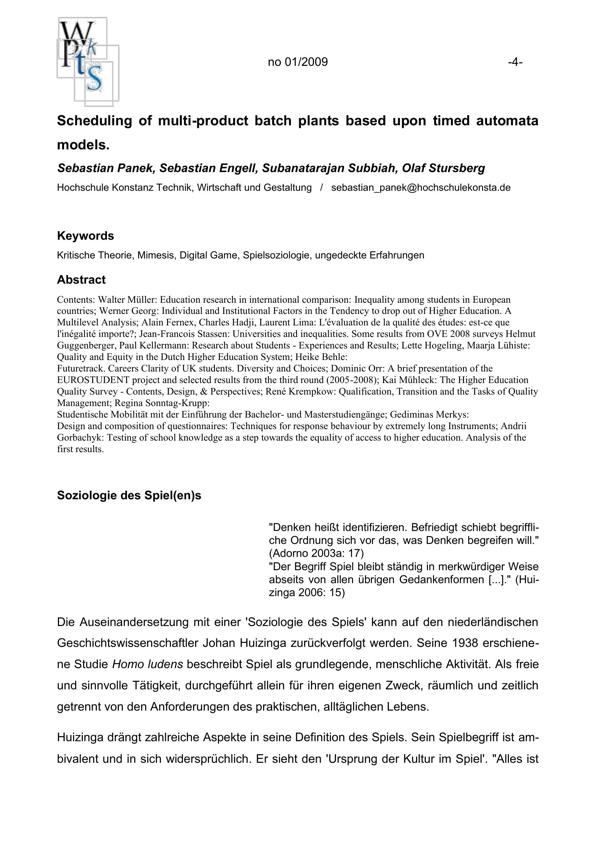 W
Pkts
no 01/2009 -4-
Scheduling of multi-product batch plants based upon timed automata
models.
Sebastian Panek, Sebastian Engell, Subanatarajan Subbiah, Olaf Stursberg
Hochschule Konstanz Technik, Wirtschaft und Gestaltung / sebastian_panek@hochschulekonsta.de
Keywords
Kritische Theorie, Mimesis, Digital Game, Spielsoziologie, ungedeckte Erfahrungen
Abstract
Contents: Walter Müller: Education research in international comparison: Inequality among students in European
countries; Werner Georg: Individual and Institutional Factors in the Tendency to drop out of Higher Education. A
Multilevel Analysis; Alain Fernex, Charles Hadji, Laurent Lima: L'évaluation de la qualité des études: est-ce que
l'inégalité importe?; Jean-Francois Stassen: Universities and inequalities. Some results from OVE 2008 surveys Helmut
Guggenberger, Paul Kellermann: Research about Students - Experiences and Results; Lette Hogeling, Maarja Lühiste:
Quality and Equity in the Dutch Higher Education System; Heike Behle:
Futuretrack. Careers Clarity of UK students. Diversity and Choices; Dominic Orr: A brief presentation of the
EUROSTUDENT project and selected results from the third round (2005-2008); Kai Mühleck: The Higher Education
Quality Survey - Contents, Design, & Perspectives; René Krempkow: Qualification, Transition and the Tasks of Quality
Management; Regina Sonntag-Krupp:
Studentische Mobilität mit der Einführung der Bachelor- und Masterstudiengänge; Gediminas Merkys:
Design and composition of questionnaires: Techniques for response behaviour by extremely long Instruments; Andrii
Gorbachyk: Testing of school knowledge as a step towards the equality of access to higher education. Analysis of the
first results.
Soziologie des Spiel(en)s
"Denken heißt identifizieren. Befriedigt schiebt begriffli-
che Ordnung sich vor das, was Denken begreifen will."
(Adorno 2003a: 17)
"Der Begriff Spiel bleibt ständig in merkwürdiger Weise
abseits von allen übrigen Gedankenformen [...]." (Hui-
zinga 2006: 15)
Die Auseinandersetzung mit einer 'Soziologie des Spiels' kann auf den niederländischen
Geschichtswissenschaftler Johan Huizinga zurückverfolgt werden. Seine 1938 erschiene-
ne Studie Homo ludens beschreibt Spiel als grundlegende, menschliche Aktivität. Als freie
und sinnvolle Tätigkeit, durchgeführt allein für ihren eigenen Zweck, räumlich und zeitlich
getrennt von den Anforderungen des praktischen, alltäglichen Lebens.
Huizinga drängt zahlreiche Aspekte in seine Definition des Spiels. Sein Spielbegriff ist am-
bivalent und in sich widersprüchlich. Er sieht den 'Ursprung der Kultur im Spiel'. "Alles ist